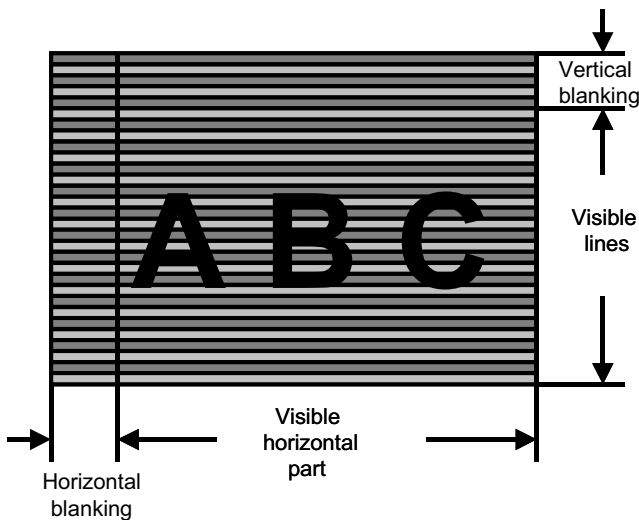 Vertical
blanking
A B C
Visible
lines
Visible
horizontal
part
Horizontal
blanking